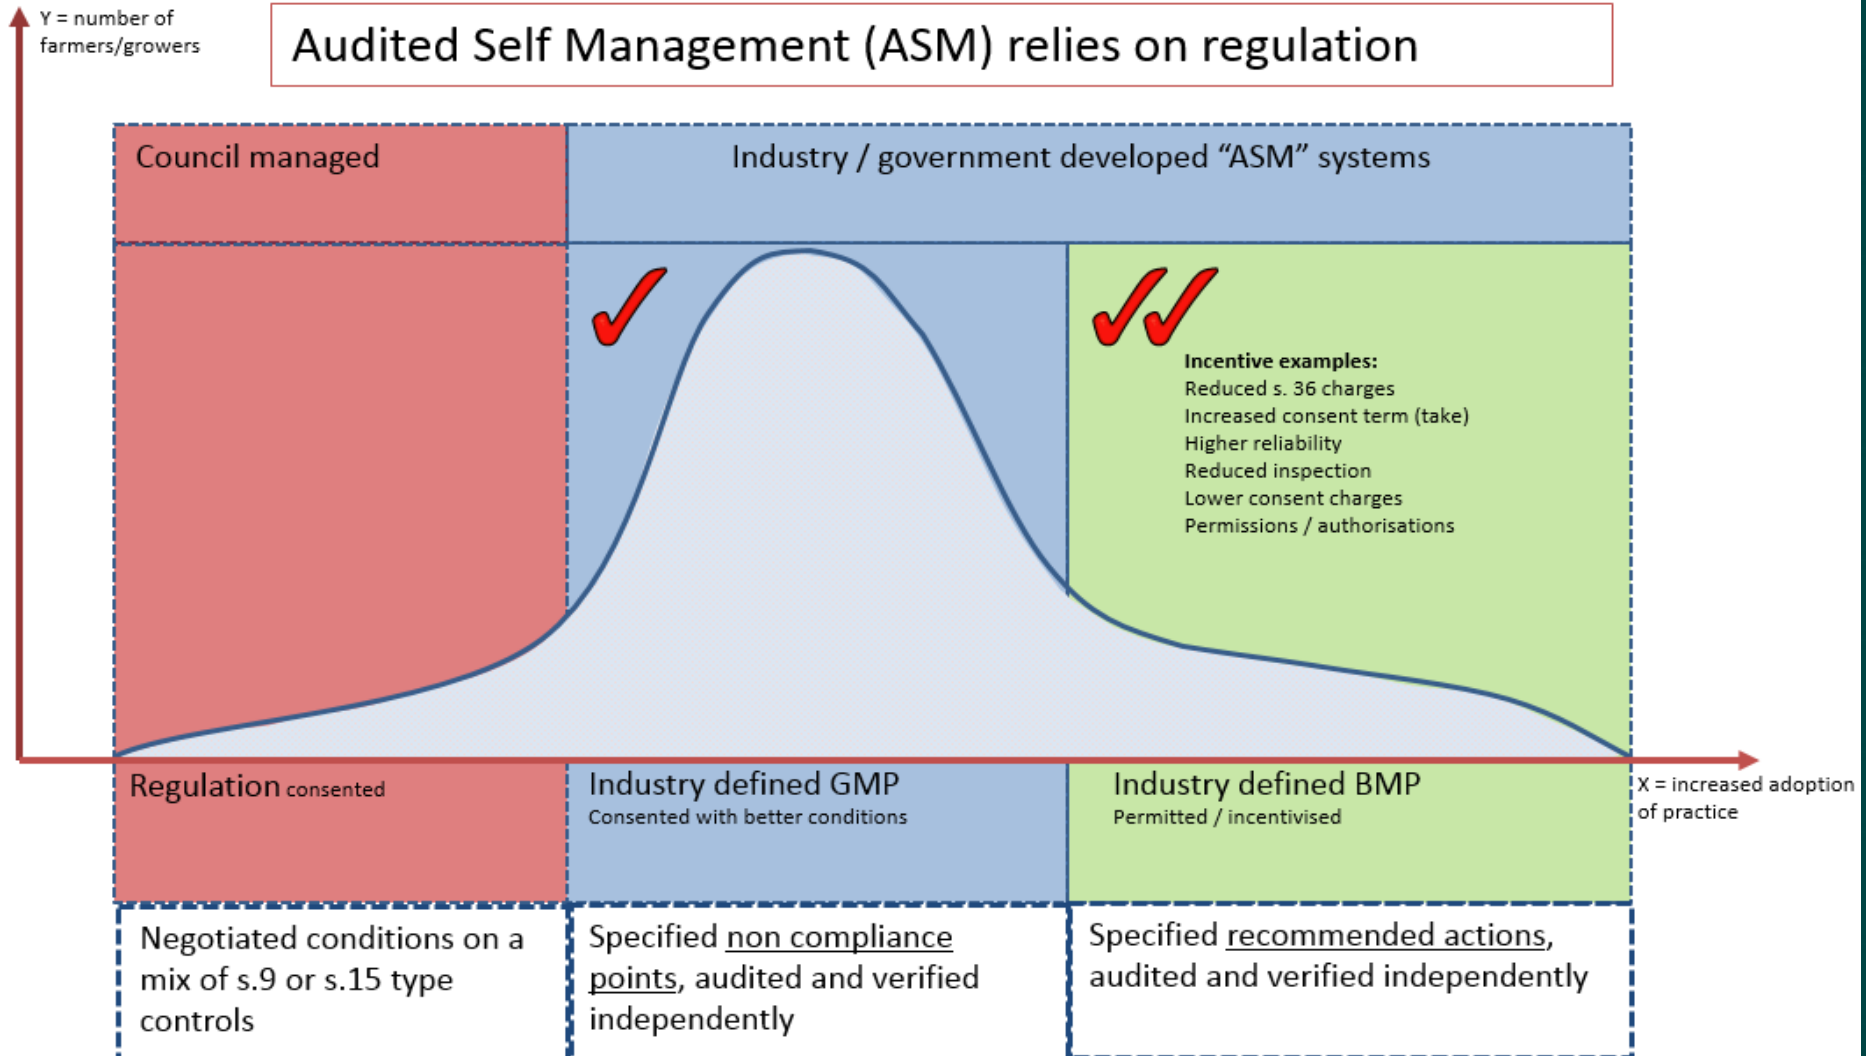 Y = number of
farmers/growers
Audited Self Management (ASM) relies on regulation
Council managed
Industry / government developed “ASM” systems
Incentive examples:
Reduced s. 36 charges
Increased consent term (take)
Higher reliability
Reduced inspection
Lower consent charges
Permissions / authorisations
Regulation consented
Industry defined GMP
Consented with better conditions
Industry defined BMP
Permitted / incentivised
X = increased adoption
of practice
Negotiated conditions on a
mix of s.9 or s.15 type
controls
Specified non compliance
points, audited and verified
independently
Specified recommended actions,
audited and verified independently